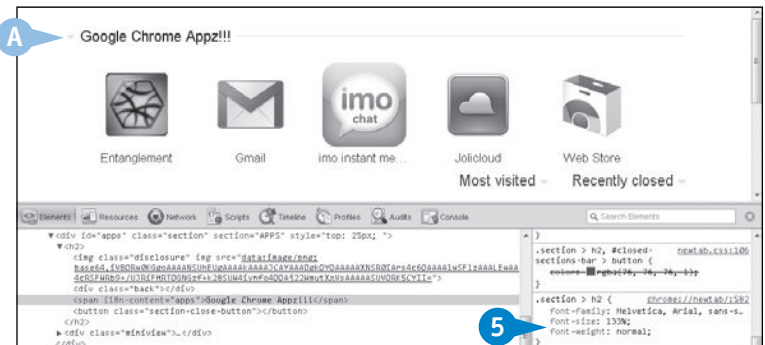 A
Google Chrome Appz!!!
imo
chat
Entanglement Gmail imo instant me... Jolicloud Web Store
Most visited Recently closed
Elements Resources Network Scripts Timeline Profiles Audits Console Search Elements
▼<div id="apps" class="section" section="APPS" style="top: 25px; ">
▼<h2>
<img class="disclosure" img src="data:image/png;
<div class="back"></div>
<span i18n-content="apps">Google Chrome Appz!!!</span>
<button class="section-close-button"></button>
</h2>
▶<div class="miniview">…</div>
</div>
}
.section > h2, #closed- newtab.css:106
sections-bar > button {
color: rgba(76, 76, 76, 1);
}
.section > h2 { chrome://newtab/:582
font-family: Helvetica, Arial, sans-s…
5
font-size: 133%;
font-weight: normal;
}